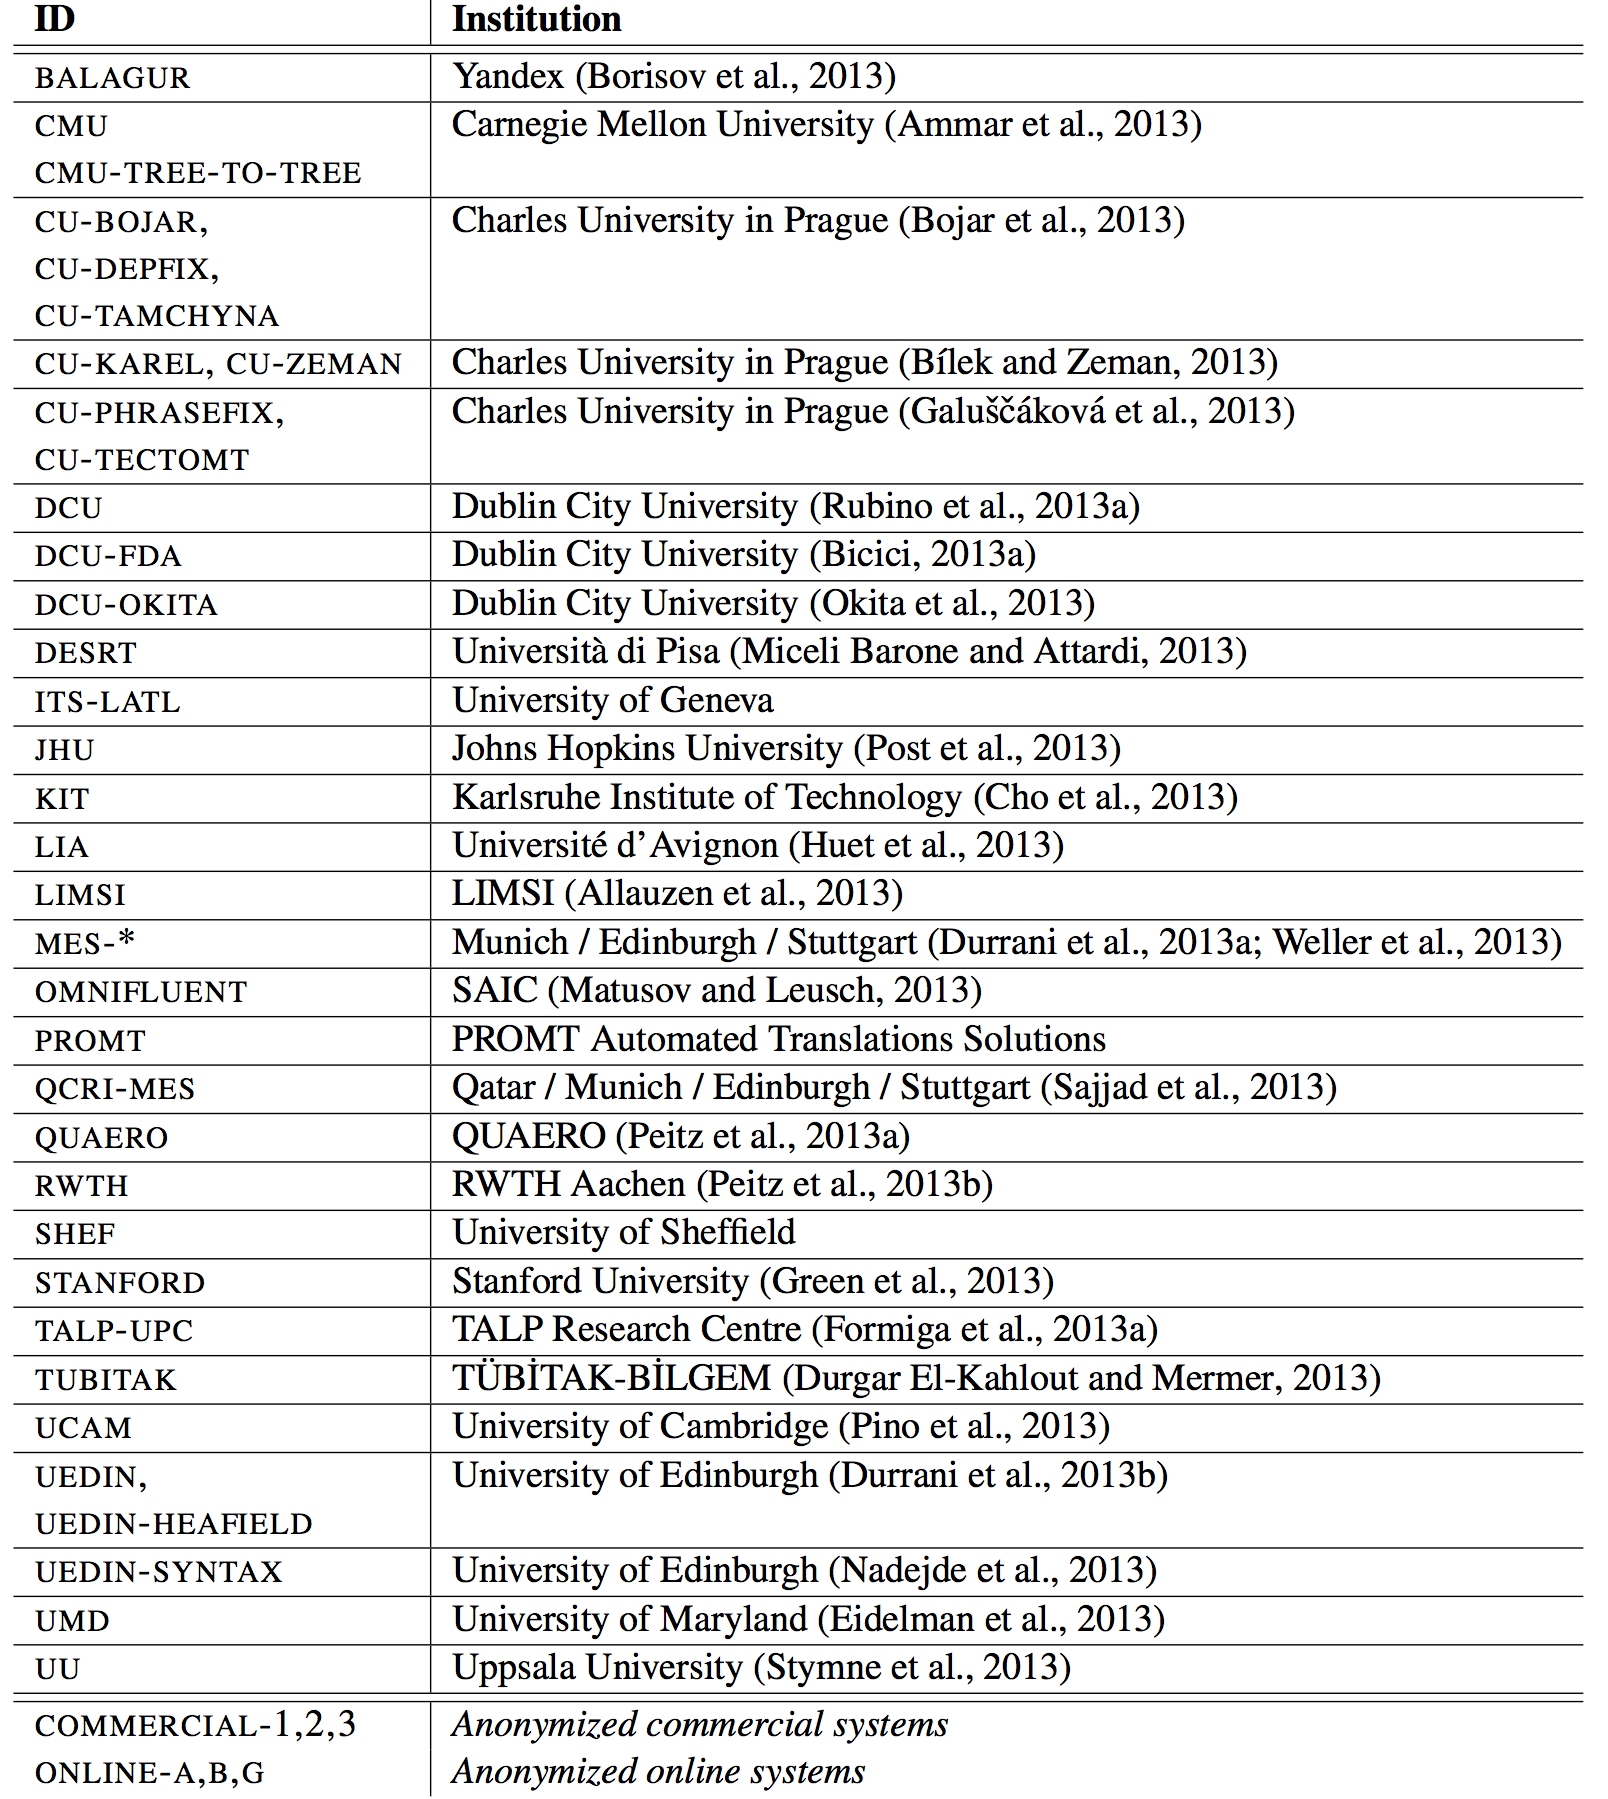 ID Institution
BALAGUR Yandex (Borisov et al., 2013)
CMU Carnegie Mellon University (Ammar et al., 2013)
CMU-TREE-TO-TREE
CU-BOJAR, Charles University in Prague (Bojar et al., 2013)
CU-DEPFIX,
CU-TAMCHYNA
CU-KAREL, CU-ZEMAN Charles University in Prague (Bílek and Zeman, 2013)
CU-PHRASEFIX, Charles University in Prague (Galuščáková et al., 2013)
CU-TECTOMT
DCU Dublin City University (Rubino et al., 2013a)
DCU-FDA Dublin City University (Bicici, 2013a)
DCU-OKITA Dublin City University (Okita et al., 2013)
DESRT Università di Pisa (Miceli Barone and Attardi, 2013)
ITS-LATL University of Geneva
JHU Johns Hopkins University (Post et al., 2013)
KIT Karlsruhe Institute of Technology (Cho et al., 2013)
LIA Université d’Avignon (Huet et al., 2013)
LIMSI LIMSI (Allauzen et al., 2013)
MES-* Munich / Edinburgh / Stuttgart (Durrani et al., 2013a; Weller et al., 2013)
OMNIFLUENT SAIC (Matusov and Leusch, 2013)
PROMT PROMT Automated Translations Solutions
QCRI-MES Qatar / Munich / Edinburgh / Stuttgart (Sajjad et al., 2013)
QUAERO QUAERO (Peitz et al., 2013a)
RWTH RWTH Aachen (Peitz et al., 2013b)
SHEF University of Sheffield
STANFORD Stanford University (Green et al., 2013)
TALP-UPC TALP Research Centre (Formiga et al., 2013a)
TUBITAK TÜBİTAK-BİLGEM (Durgar El-Kahlout and Mermer, 2013)
UCAM University of Cambridge (Pino et al., 2013)
UEDIN, University of Edinburgh (Durrani et al., 2013b)
UEDIN-HEAFIELD
UEDIN-SYNTAX University of Edinburgh (Nadejde et al., 2013)
UMD University of Maryland (Eidelman et al., 2013)
UU Uppsala University (Stymne et al., 2013)
COMMERCIAL-1,2,3 Anonymized commercial systems
ONLINE-A,B,G Anonymized online systems